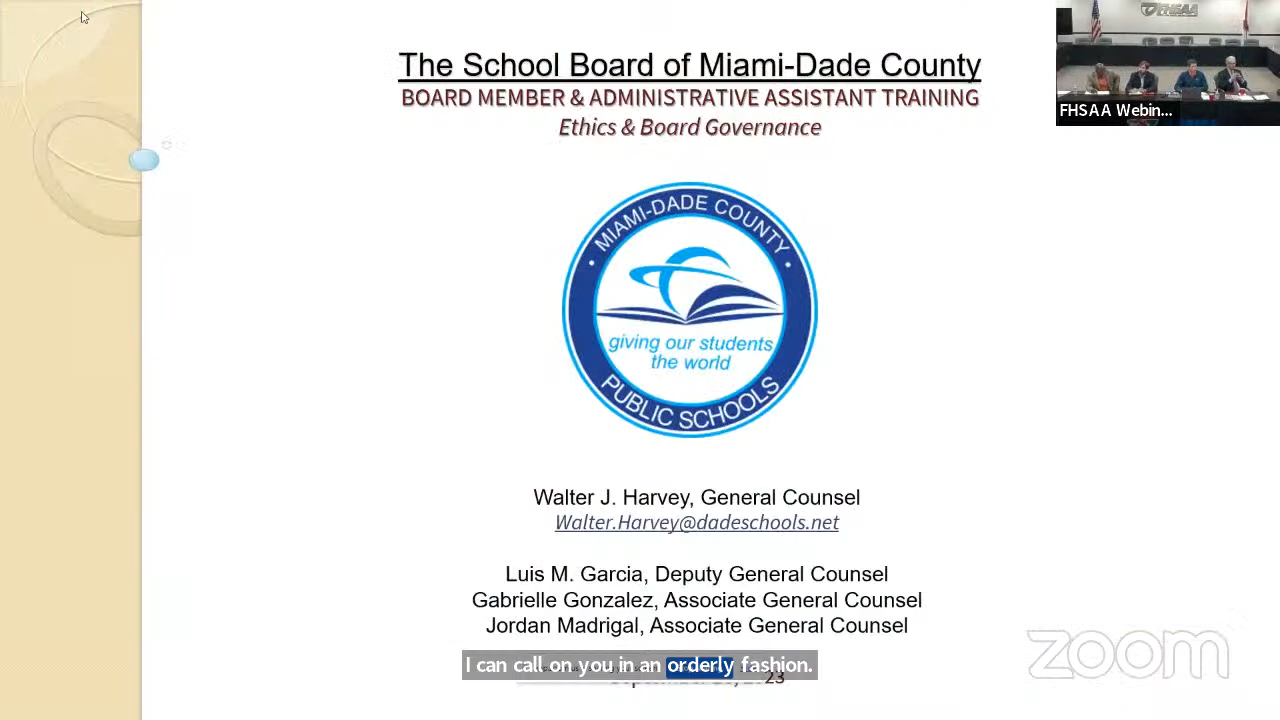 The School Board of Miami-Dade County
BOARD MEMBER & ADMINISTRATIVE ASSISTANT TRAINING
Ethics & Board Governance
FHSAA
FHSAA Webin...
MIAMI-DADE COUNTY
giving our students
the world
PUBLIC SCHOOLS
Walter J. Harvey, General Counsel
Walter.Harvey@dadeschools.net
Luis M. Garcia, Deputy General Counsel
Gabrielle Gonzalez, Associate General Counsel
Jordan Madrigal, Associate General Counsel
I can call on you in an orderly fashion.
23
zoom